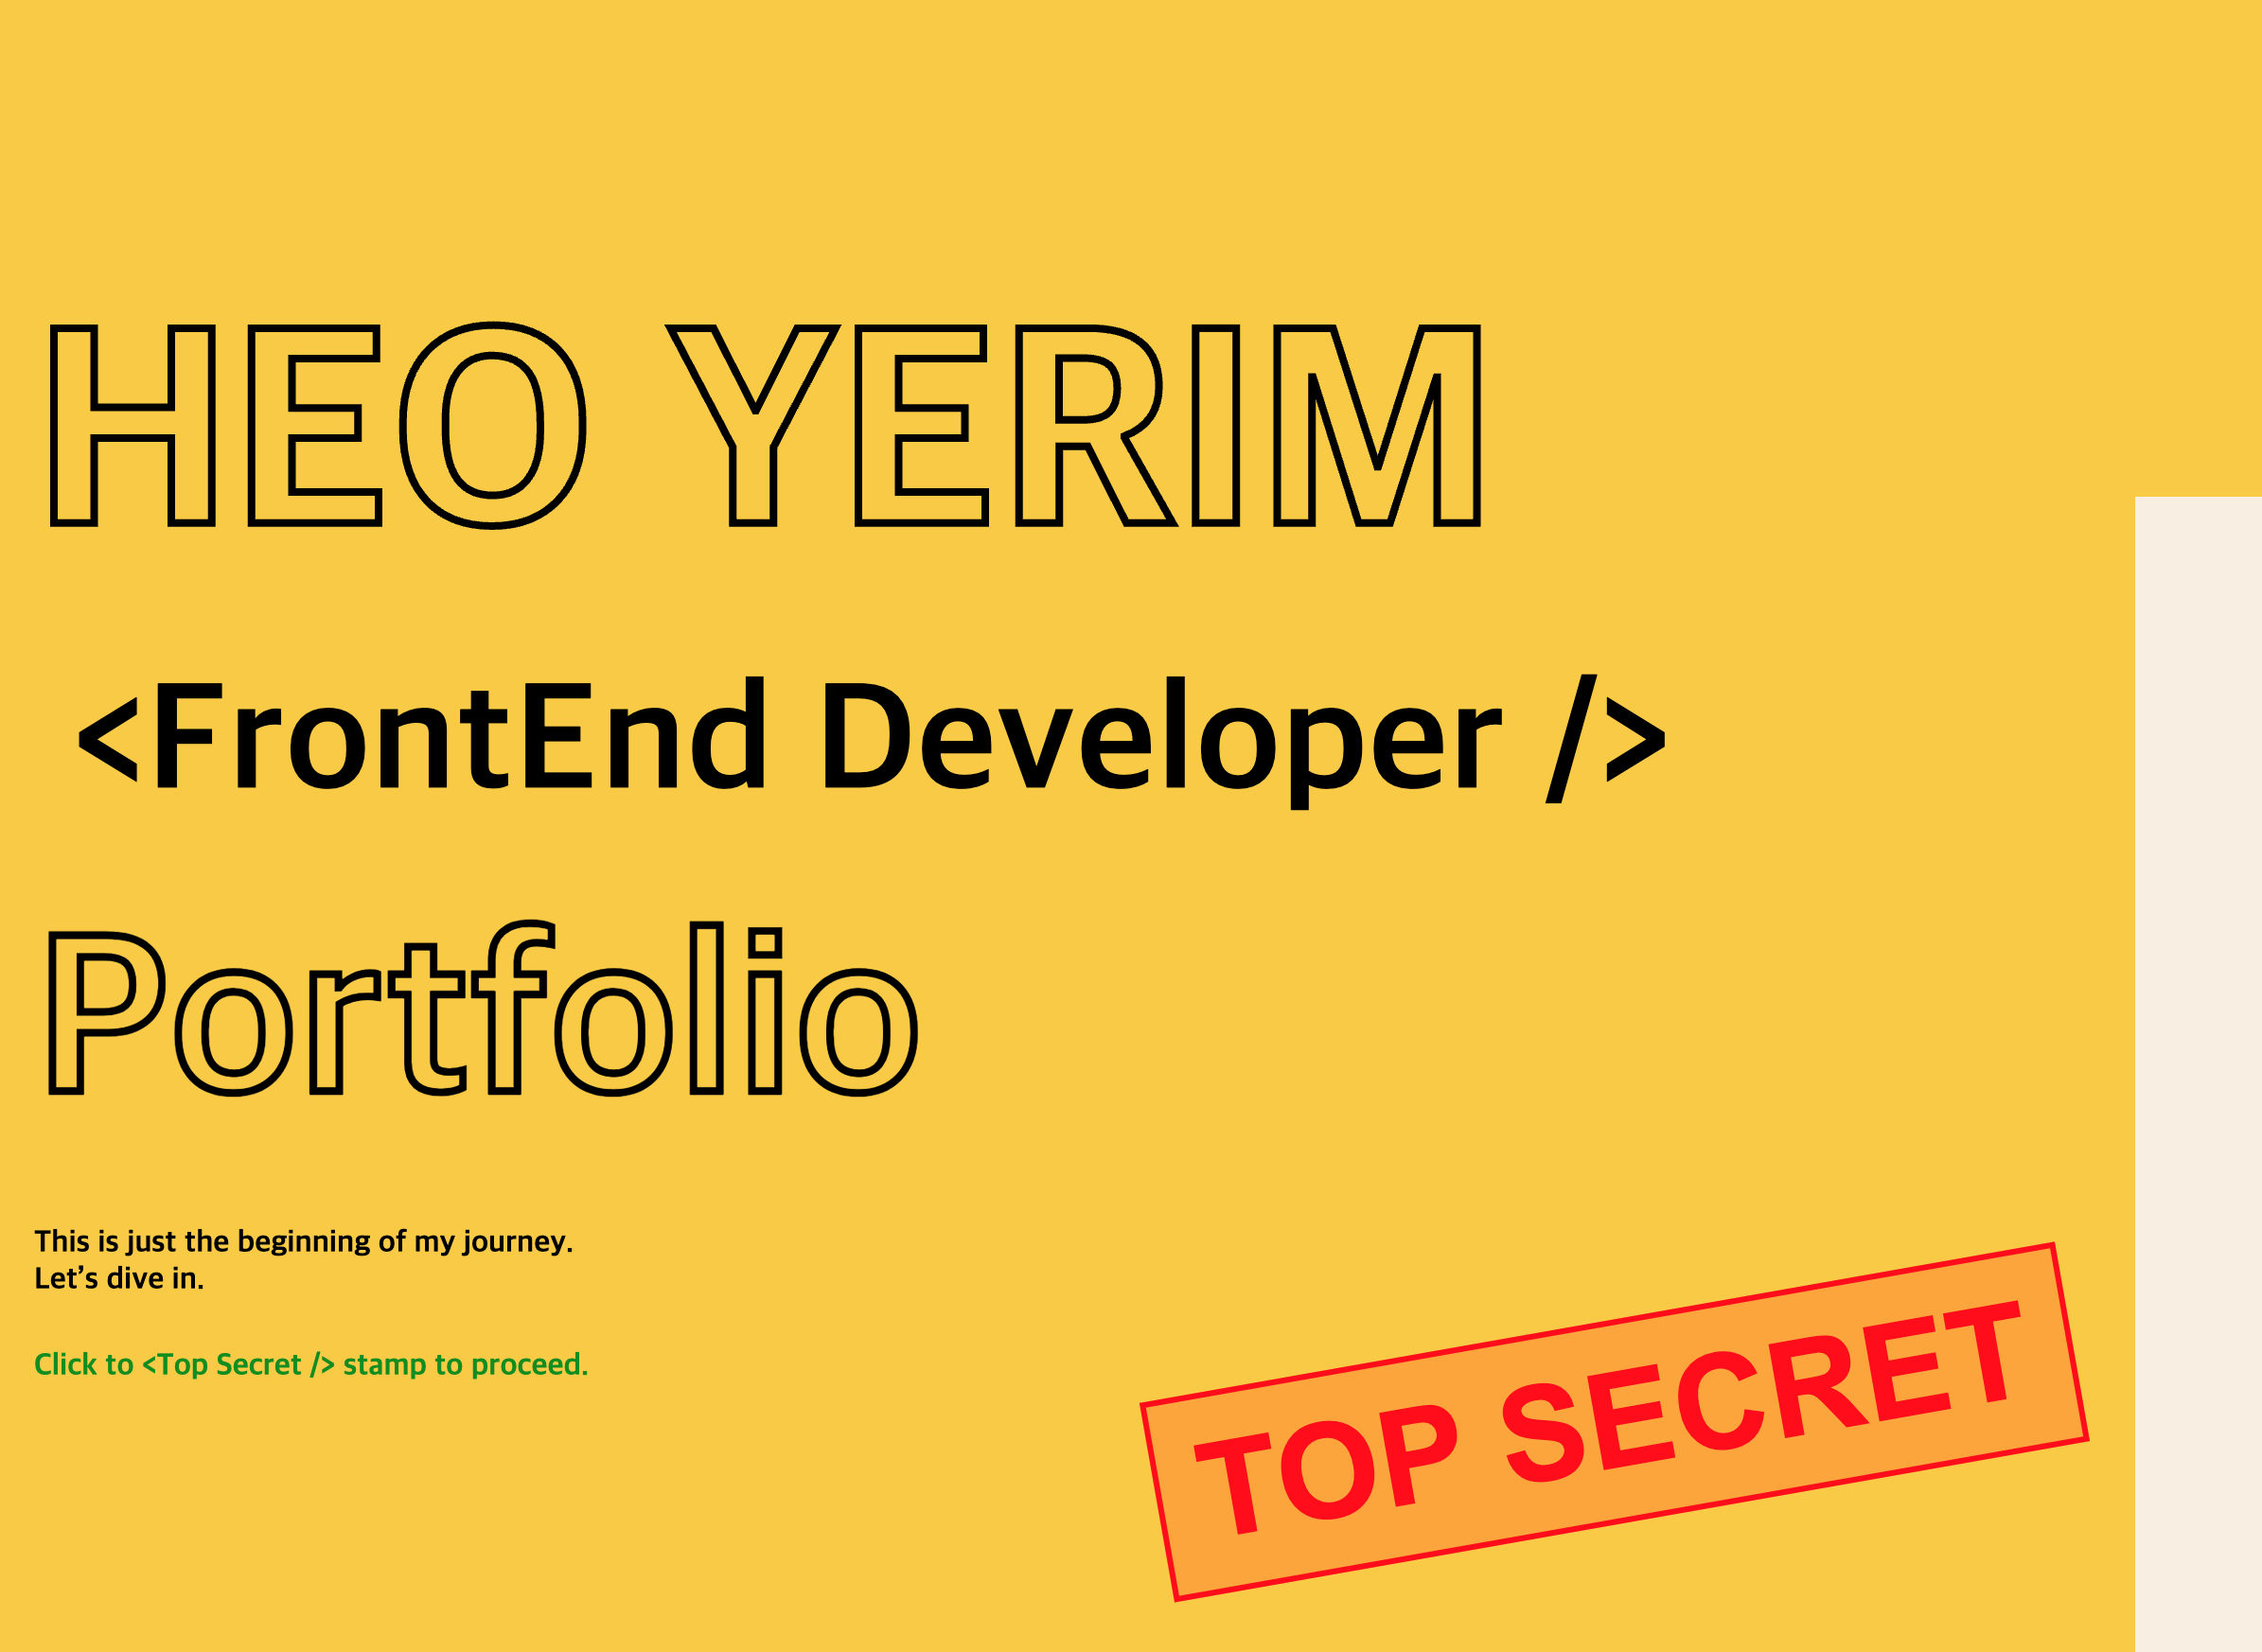 HEO YERIM
<FrontEnd Developer />
Portfolio
This is just the beginning of my journey.
Let’s dive in.
Click to <Top Secret /> stamp to proceed.
TOP SECRET